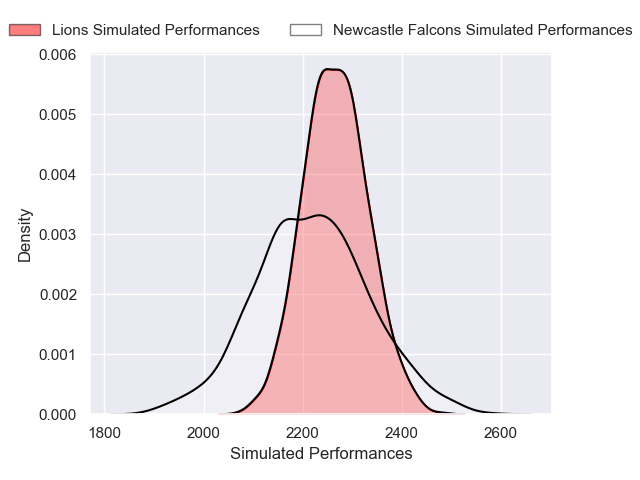 Lions Simulated Performances Newcastle Falcons Simulated Performances
0.006
0.005
0.004
0.003
0.002
0.001
0.000
Density
1800 2000 2200 2400 2600
Simulated Performances